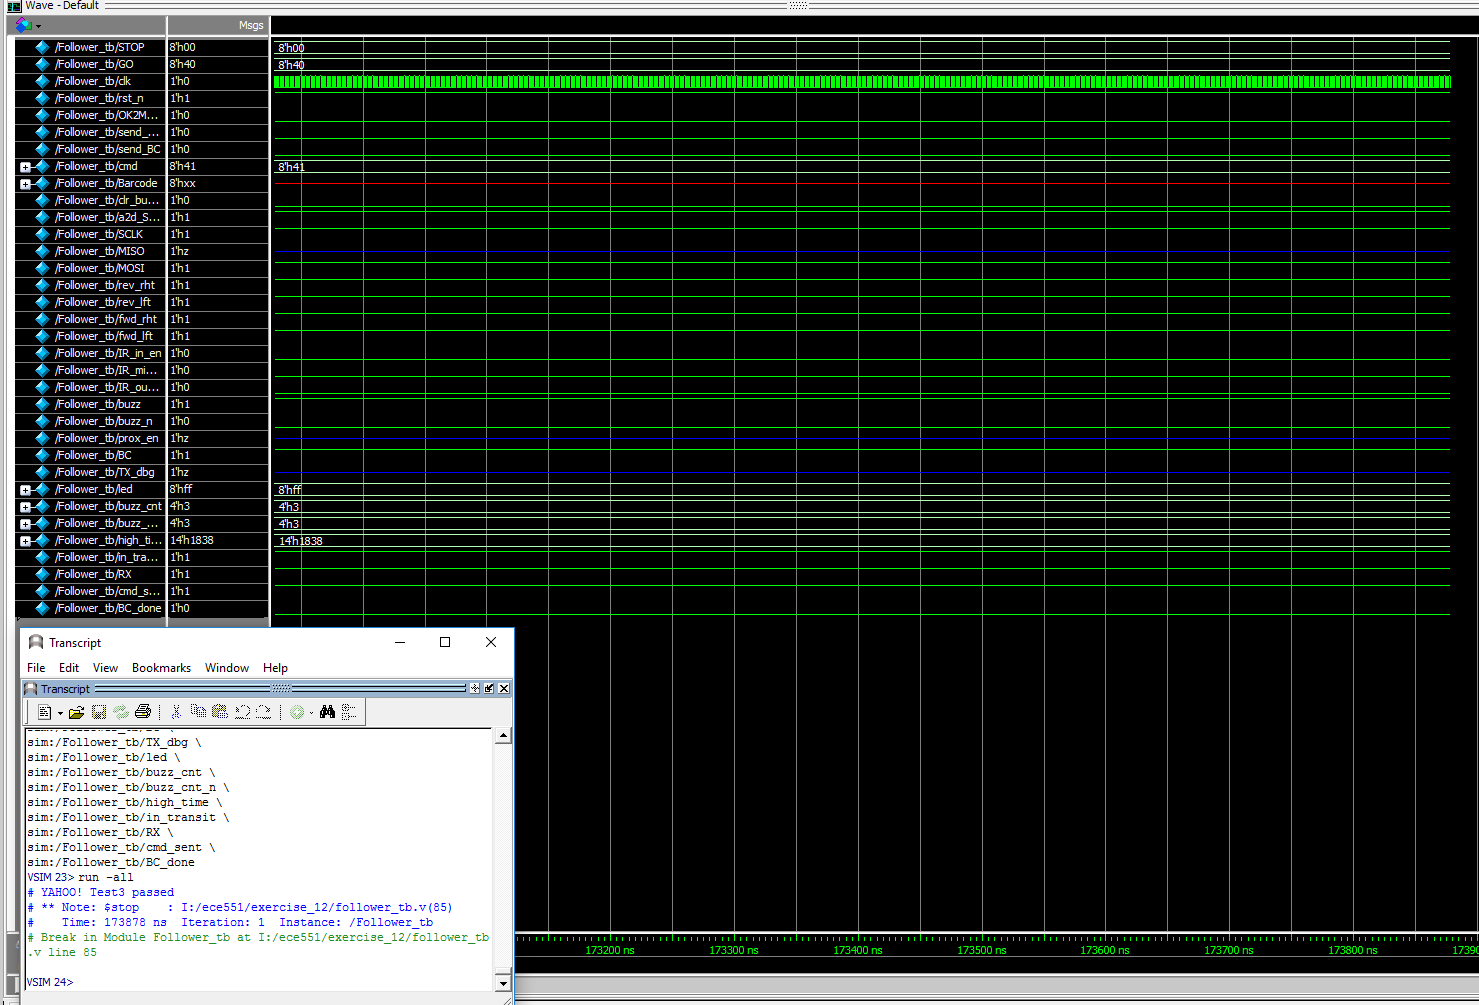 Wave - Default
Msgs
/Follower_tb/STOP 8'h00 8'h00
/Follower_tb/GO 8'h40 8'h40
/Follower_tb/clk 1'h0
/Follower_tb/rst_n 1'h1
/Follower_tb/OK2M... 1'h0
/Follower_tb/send_... 1'h0
/Follower_tb/send_BC 1'h0
/Follower_tb/cmd 8'h41 8'h41
/Follower_tb/Barcode 8'hxx
/Follower_tb/clr_bu... 1'h0
/Follower_tb/a2d_S... 1'h1
/Follower_tb/SCLK 1'h1
/Follower_tb/MISO 1'hz
/Follower_tb/MOSI 1'h1
/Follower_tb/rev_rht 1'h1
/Follower_tb/rev_lft 1'h1
/Follower_tb/fwd_rht 1'h1
/Follower_tb/fwd_lft 1'h1
/Follower_tb/IR_in_en 1'h0
/Follower_tb/IR_mi... 1'h0
/Follower_tb/IR_ou... 1'h0
/Follower_tb/buzz 1'h1
/Follower_tb/buzz_n 1'h0
/Follower_tb/prox_en 1'hz
/Follower_tb/BC 1'h1
/Follower_tb/TX_dbg 1'hz
/Follower_tb/led 8'hff 8'hff
/Follower_tb/buzz_cnt 4'h3 4'h3
/Follower_tb/buzz_... 4'h3 4'h3
/Follower_tb/high_ti... 14'h1838 14'h1838
/Follower_tb/in_tra... 1'h1
/Follower_tb/RX 1'h1
/Follower_tb/cmd_s... 1'h1
/Follower_tb/BC_done 1'h0
Transcript
File Edit View Bookmarks Window Help
Transcript
sim:/Follower_tb/TX_dbg \
sim:/Follower_tb/led \
sim:/Follower_tb/buzz_cnt \
sim:/Follower_tb/buzz_cnt_n \
sim:/Follower_tb/high_time \
sim:/Follower_tb/in_transit \
sim:/Follower_tb/RX \
sim:/Follower_tb/cmd_sent \
sim:/Follower_tb/BC_done
VSIM 23> run -all
# YAHOO! Test3 passed
# ** Note: $stop    : I:/ece551/exercise_12/follower_tb.v(85)
#    Time: 173878 ns  Iteration: 1  Instance: /Follower_tb
# Break in Module Follower_tb at I:/ece551/exercise_12/follower_tb
.v line 85
VSIM 24>
173200 ns 173300 ns 173400 ns 173500 ns 173600 ns 173700 ns 173800 ns 173900